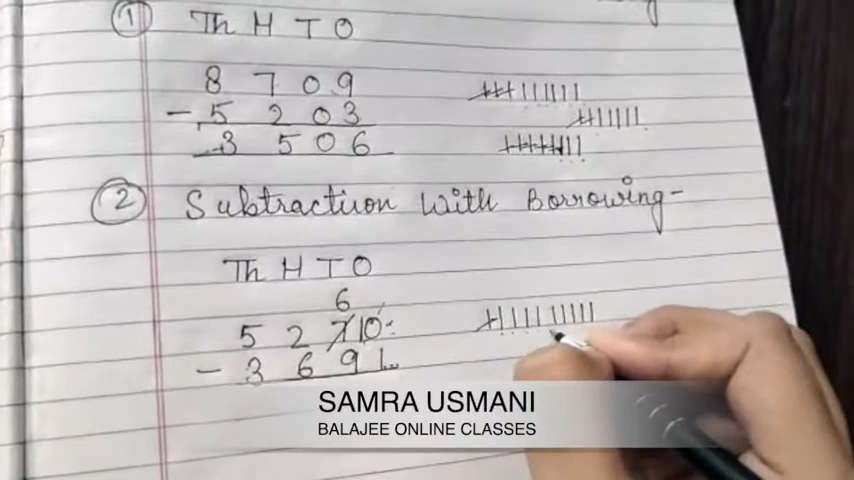 1 Th H T O
8 7 0 9
- 5 2 0 3
3 5 0 6
2 Subtraction With Borrowing-
Th H T O
6
5 2 7 10
- 3 6 9 1
SAMRA USMANI
BALAJEE ONLINE CLASSES